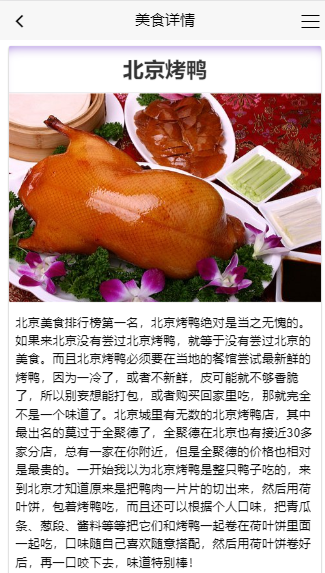 美食详情
北京烤鸭
北京美食排行榜第一名，北京烤鸭绝对是当之无愧的。
如果来北京没有尝过北京烤鸭，就等于没有尝过北京的
美食。而且北京烤鸭必须要在当地的餐馆尝试最新鲜的
烤鸭，因为一冷了，或者不新鲜，皮可能就不够香脆
了，所以别妄想能打包，或者购买回家里吃，那就完全
不是一个味道了。北京城里有无数的北京烤鸭店，其中
最出名的莫过于全聚德了，全聚德在北京也有接近30多
家分店，总有一家在你附近，但是全聚德的价格也相对
是最贵的。一开始我以为北京烤鸭是整只鸭子吃的，来
到北京才知道原来是把鸭肉一片片的切出来，然后用荷
叶饼，包着烤鸭吃，而且还可以根据个人口味，把青瓜
条、葱段、酱料等等把它们和烤鸭一起卷在荷叶饼里面
一起吃，口味随自己喜欢随意搭配，然后用荷叶饼卷好
后，再一口咬下去，味道特别棒！